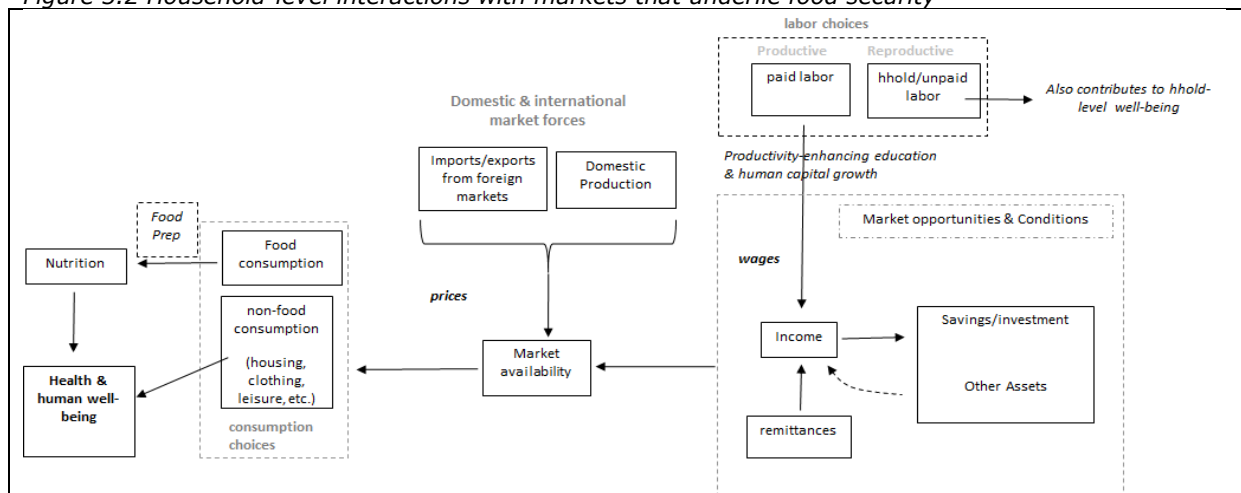 Figure 3.2 Household-level interactions with markets that underlie food security
labor choices
Productive
Reproductive
paid labor
hhold/unpaid
labor
Also contributes to hhold-
level well-being
Domestic & international
market forces
Imports/exports
from foreign
markets
Domestic
Production
Productivity-enhancing education
& human capital growth
Market opportunities & Conditions
Food
Prep
Nutrition
Food
consumption
non-food
consumption
(housing,
clothing,
leisure, etc.)
Health &
human well-
being
consumption
choices
prices
Market
availability
wages
Income
Savings/investment
Other Assets
remittances